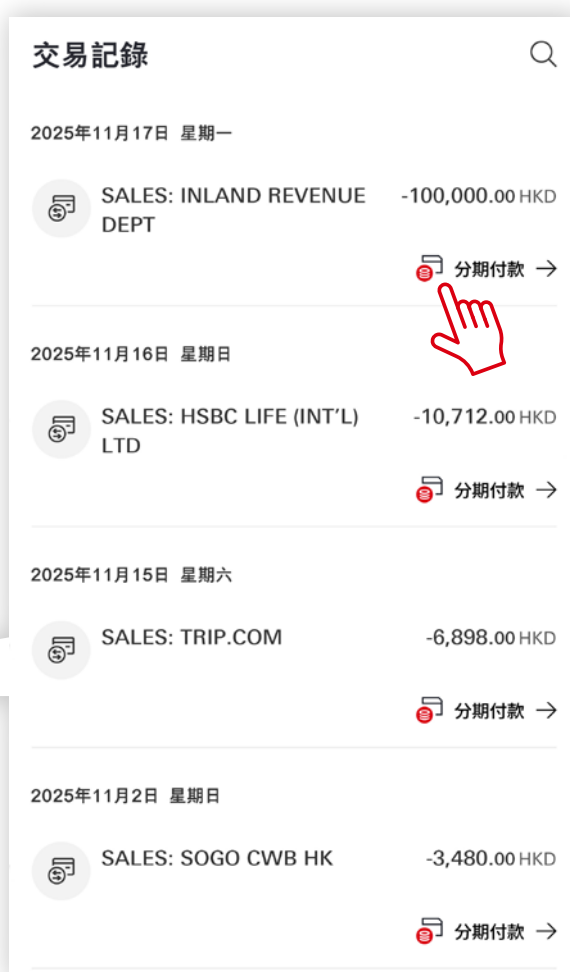 交易記錄
2025年11月17日 星期一
SALES: INLAND REVENUE -100,000.00 HKD
DEPT
分期付款 →
2025年11月16日 星期日
SALES: HSBC LIFE (INT'L) -10,712.00 HKD
LTD
分期付款 →
2025年11月15日 星期六
SALES: TRIP.COM -6,898.00 HKD
分期付款 →
2025年11月2日 星期日
SALES: SOGO CWB HK -3,480.00 HKD
分期付款 →